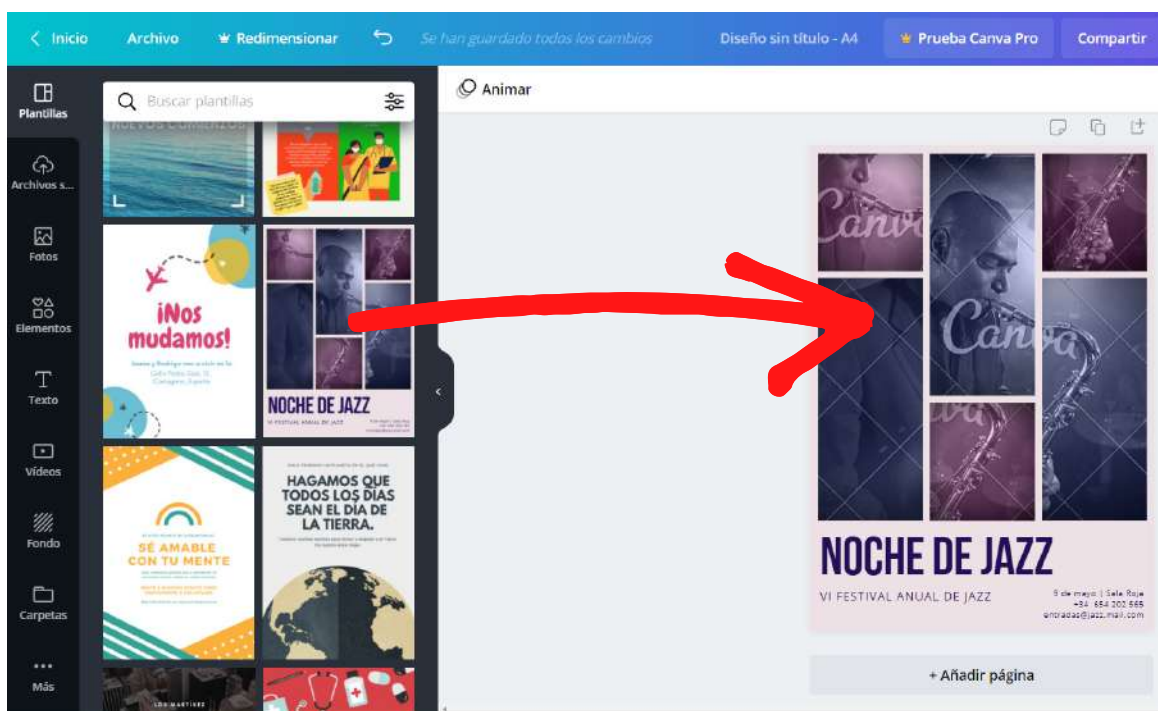 Inicio
Archivo
Redimensionar
Se han guardado todos los cambios
Diseño sin título - A4
Prueba Canva Pro
Compartir
Plantillas
Archivos s...
Fotos
Elementos
Texto
Vídeos
Fondo
Carpetas
Más
Buscar plantillas
¡Nos
mudamos!
NOCHE DE JAZZ
VI FESTIVAL ANUAL DE JAZZ
SÉ AMABLE
CON TU MENTE
HAGAMOS QUE
TODOS LOS DÍAS
SEAN EL DÍA DE
LA TIERRA.
LOS MARTÍNEZ
Animar
Canva
Canva
NOCHE DE JAZZ
VI FESTIVAL ANUAL DE JAZZ
9 de mayo | Sala Roja
+34 654 202 565
entradas@jazz.mail.com
+ Añadir página